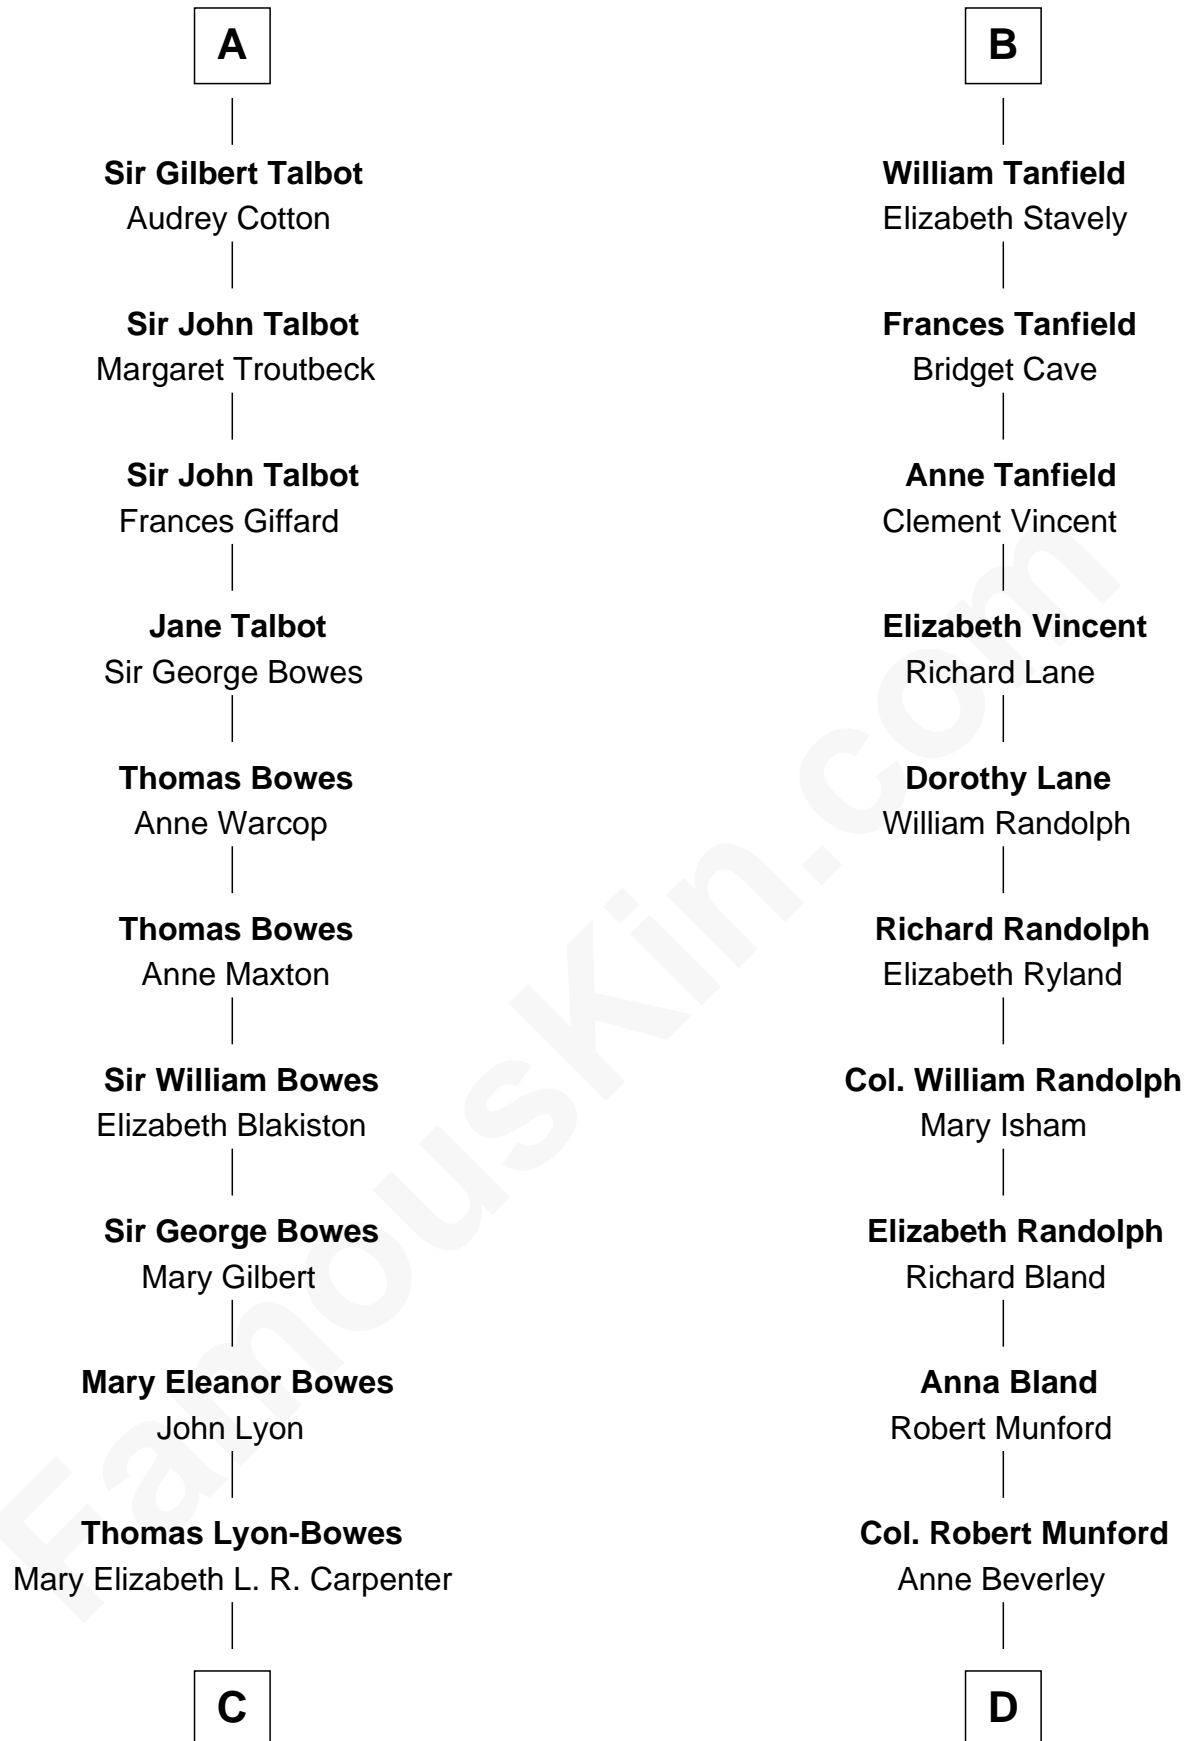 A
Sir Gilbert Talbot
Audrey Cotton
Sir John Talbot
Margaret Troutbeck
Sir John Talbot
Frances Giffard
Jane Talbot
Sir George Bowes
Thomas Bowes
Anne Warcop
Thomas Bowes
Anne Maxton
Sir William Bowes
Elizabeth Blakiston
Sir George Bowes
Mary Gilbert
Mary Eleanor Bowes
John Lyon
Thomas Lyon-Bowes
Mary Elizabeth L. R. Carpenter
C
B
William Tanfield
Elizabeth Stavely
Frances Tanfield
Bridget Cave
Anne Tanfield
Clement Vincent
Elizabeth Vincent
Richard Lane
Dorothy Lane
William Randolph
Richard Randolph
Elizabeth Ryland
Col. William Randolph
Mary Isham
Elizabeth Randolph
Richard Bland
Anna Bland
Robert Munford
Col. Robert Munford
Anne Beverley
D
FamousKin.com